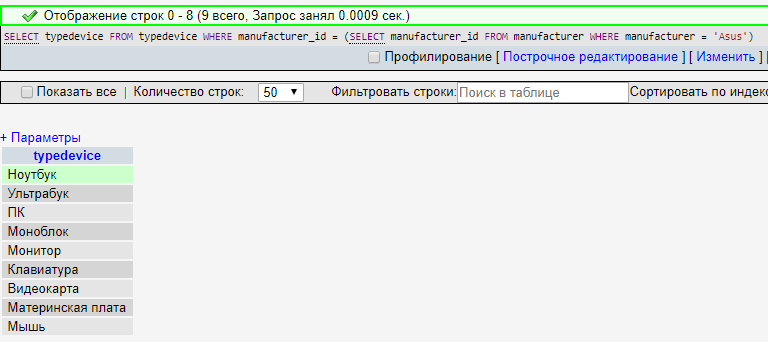 Отображение строк 0 - 8 (9 всего, Запрос занял 0.0009 сек.)
SELECT typedevice FROM typedevice WHERE manufacturer_id = (SELECT manufacturer_id FROM manufacturer WHERE manufacturer = 'Asus')
Профилирование [ Построчное редактирование ] [ Изменить ] [
Показать все | Количество строк: 50 Фильтровать строки: Поиск в таблице Сортировать по индекс
+ Параметры
typedevice
Ноутбук
Ультрабук
ПК
Моноблок
Монитор
Клавиатура
Видеокарта
Материнская плата
Мышь